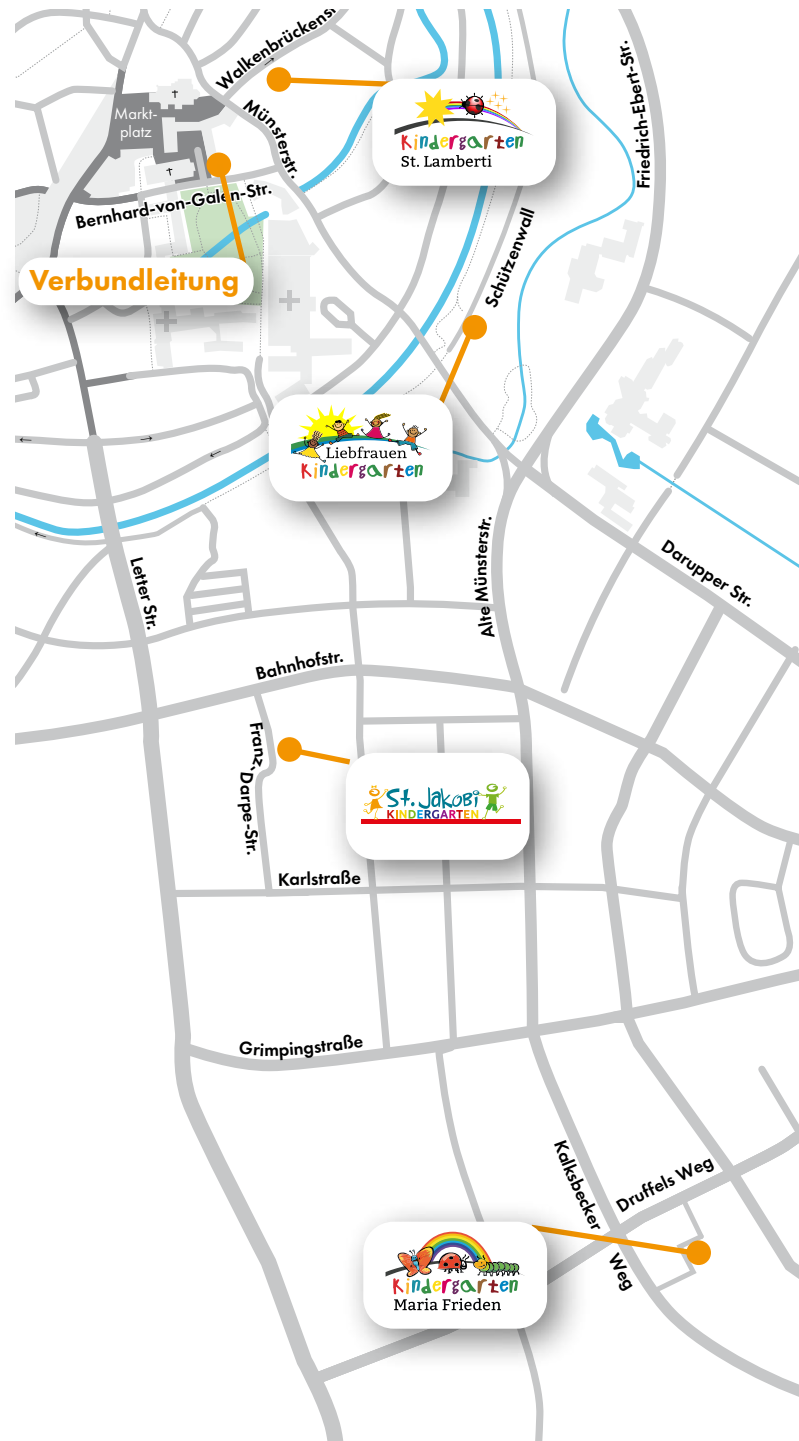 Walkenbrückenst
Friedrich-Ebert-Str.
Markt-
platz
Münsterstr.
Kindergarten
St. Lamberti
Bernhard-von-Galen-Str.
Schützenwall
Verbundleitung
Liebfrauen
Kindergarten
Letter Str.
Alte Münsterstr.
Darupper Str.
Bahnhofstr.
Franz-Darpe-Str.
St. Jakobi
KINDERGARTEN
Karlstraße
Grimpingstraße
Kalksbecker
Weg
Druffels Weg
Kindergarten
Maria Frieden